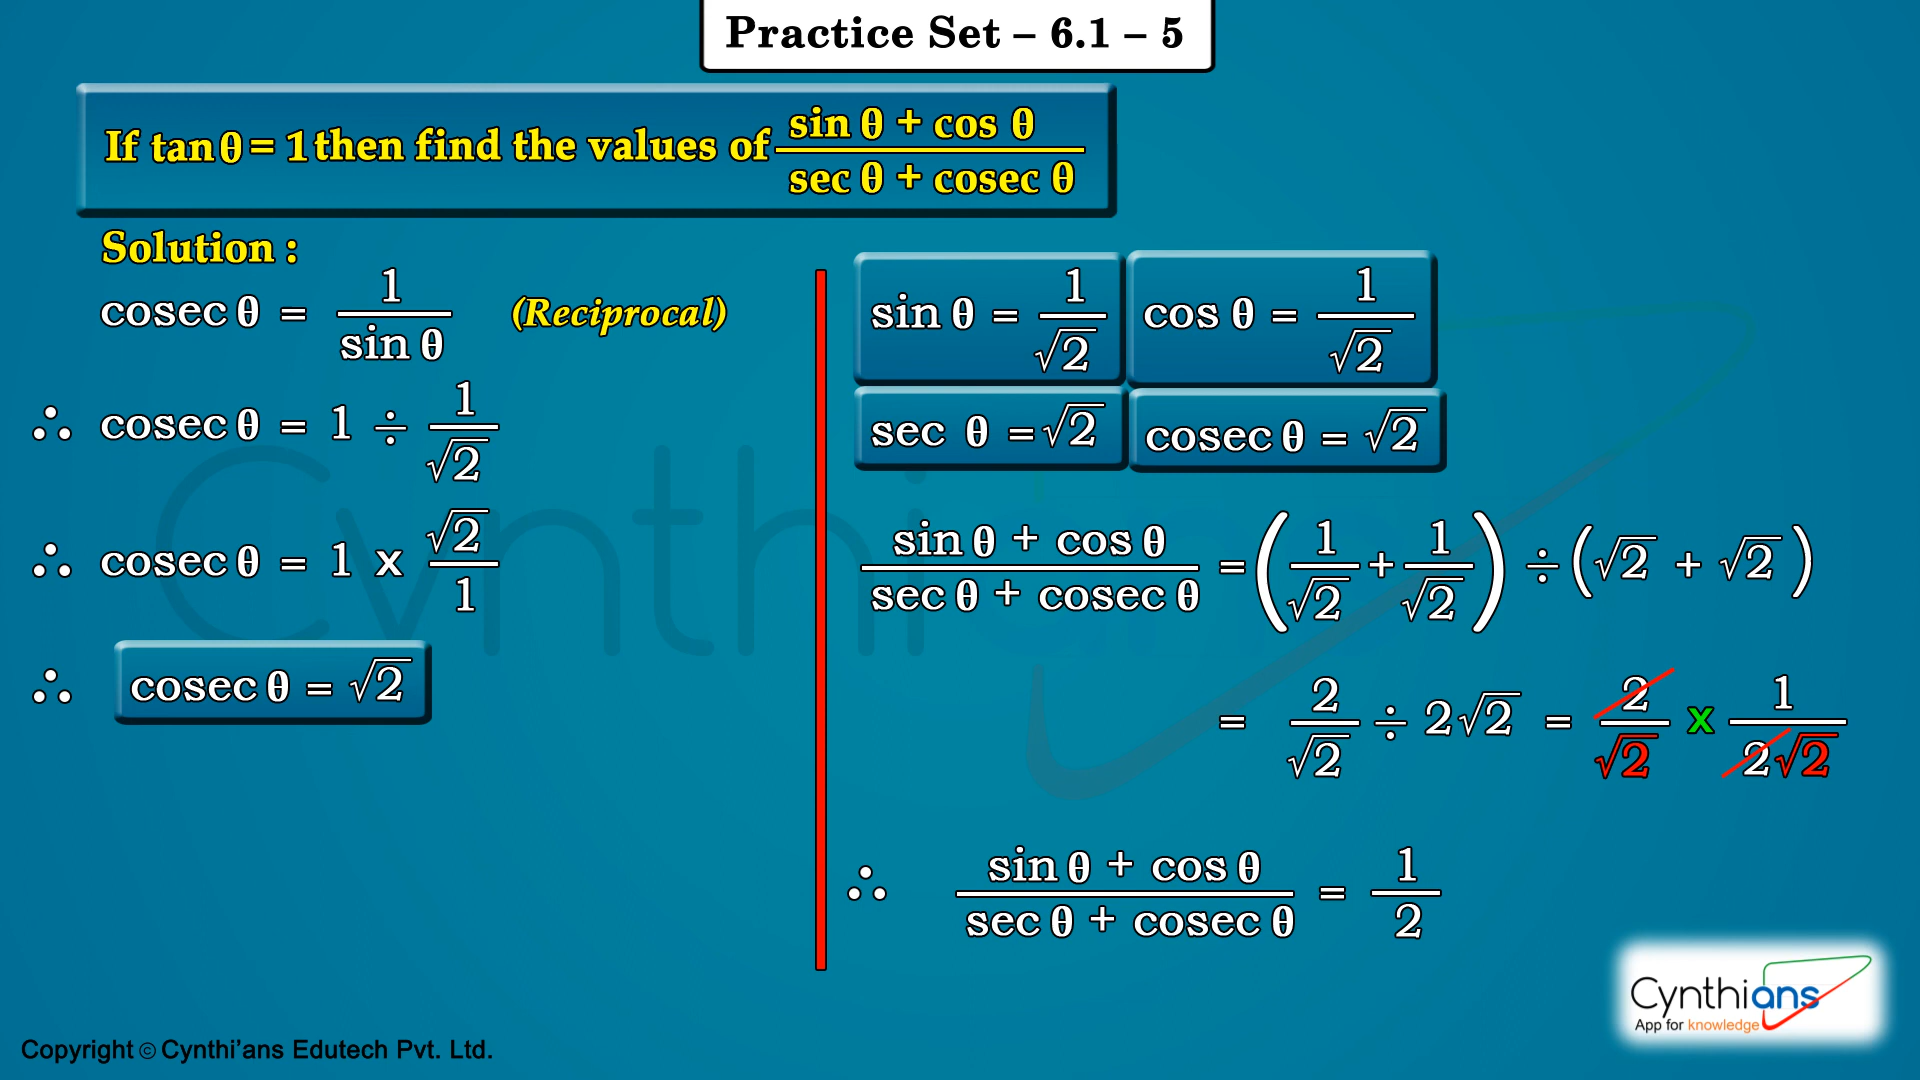 Practice Set – 6.1 – 5
If tan θ = 1 then find the values of (sin θ + cos θ)/(sec θ + cosec θ)
Solution :
cosec θ = 1/sin θ (Reciprocal)
∴ cosec θ = 1 ÷ 1/√2
∴ cosec θ = 1 x √2/1
∴ cosec θ = √2
sin θ = 1/√2 cos θ = 1/√2
sec θ = √2 cosec θ = √2
(sin θ + cos θ)/(sec θ + cosec θ) = (1/√2 + 1/√2) ÷ (√2 + √2)
= 2/√2 ÷ 2√2 = 2/√2 x 1/2√2
∴ (sin θ + cos θ)/(sec θ + cosec θ) = 1/2
Cynthians
Cynthians
App for knowledge
Copyright © Cynthi'ans Edutech Pvt. Ltd.